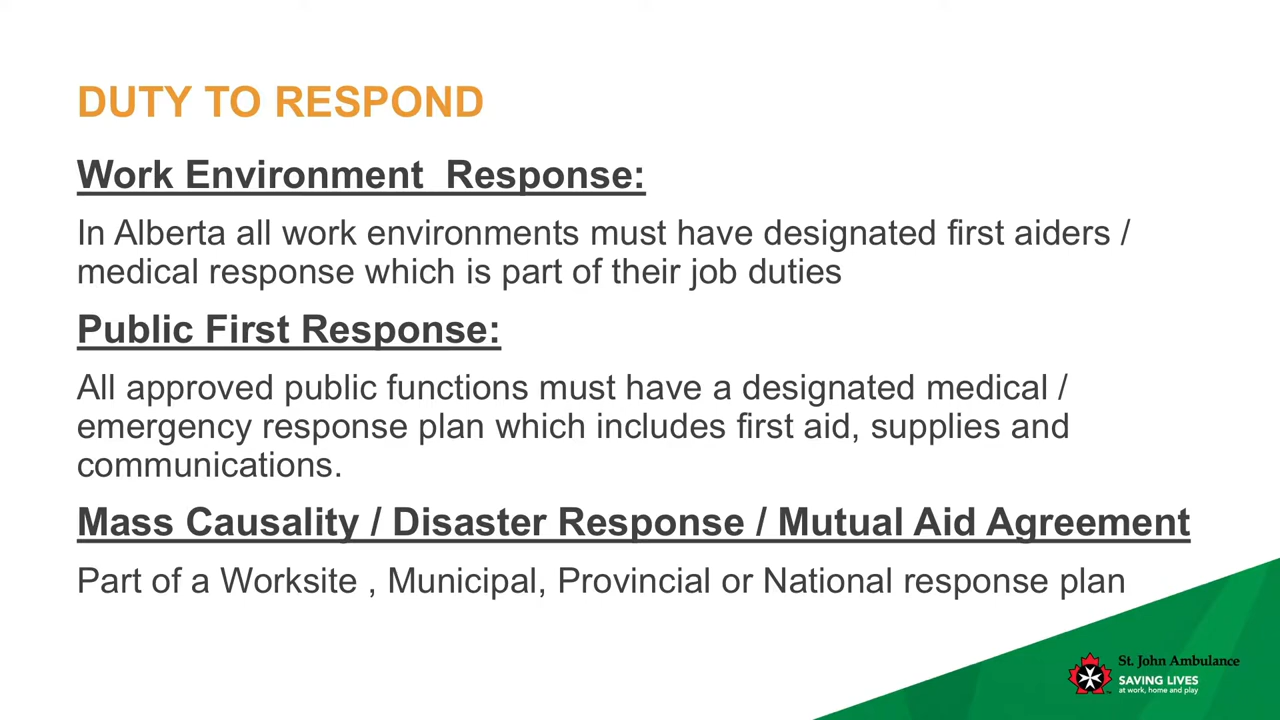 DUTY TO RESPOND
Work Environment  Response:
In Alberta all work environments must have designated first aiders /
medical response which is part of their job duties
Public First Response:
All approved public functions must have a designated medical /
emergency response plan which includes first aid, supplies and
communications.
Mass Causality / Disaster Response / Mutual Aid Agreement
Part of a Worksite , Municipal, Provincial or National response plan
St. John Ambulance
SAVING LIVES
at work, home and play